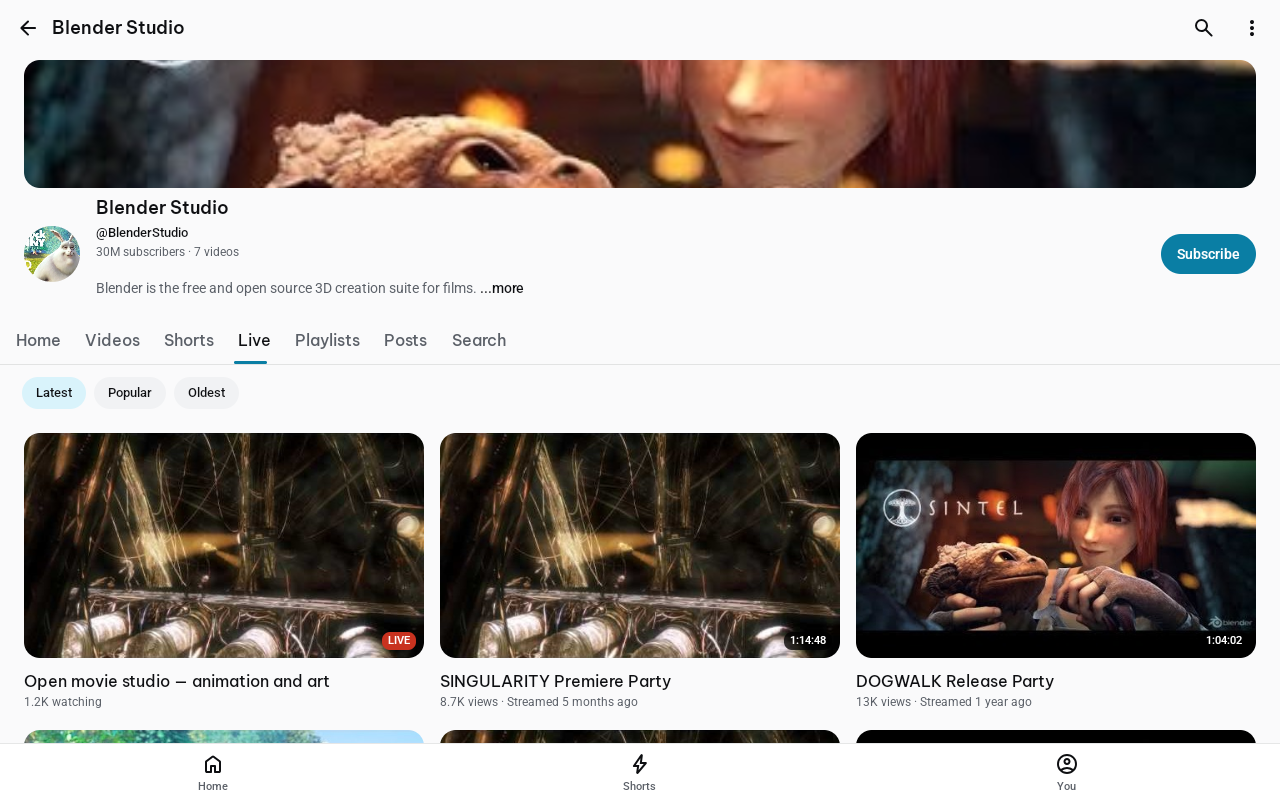 Blender Studio
Blender Studio
@BlenderStudio
30M subscribers · 7 videos
Subscribe
Blender is the free and open source 3D creation suite for films. ...more
Home
Videos
Shorts
Live
Playlists
Posts
Search
Latest
Popular
Oldest
LIVE
1:14:48
SINTEL
blender
1:04:02
Open movie studio — animation and art
1.2K watching
SINGULARITY Premiere Party
8.7K views · Streamed 5 months ago
DOGWALK Release Party
13K views · Streamed 1 year ago
Home
Shorts
You